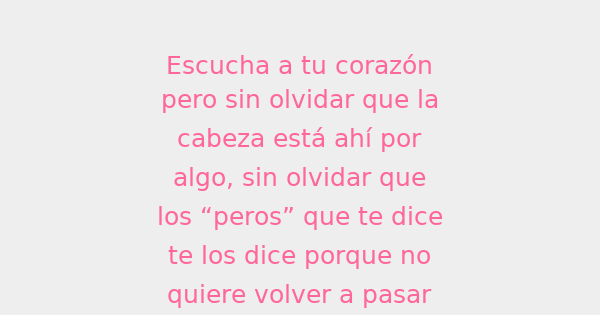 Escucha a tu corazón
pero sin olvidar que la
cabeza está ahí por
algo, sin olvidar que
los “peros” que te dice
te los dice porque no
quiere volver a pasar